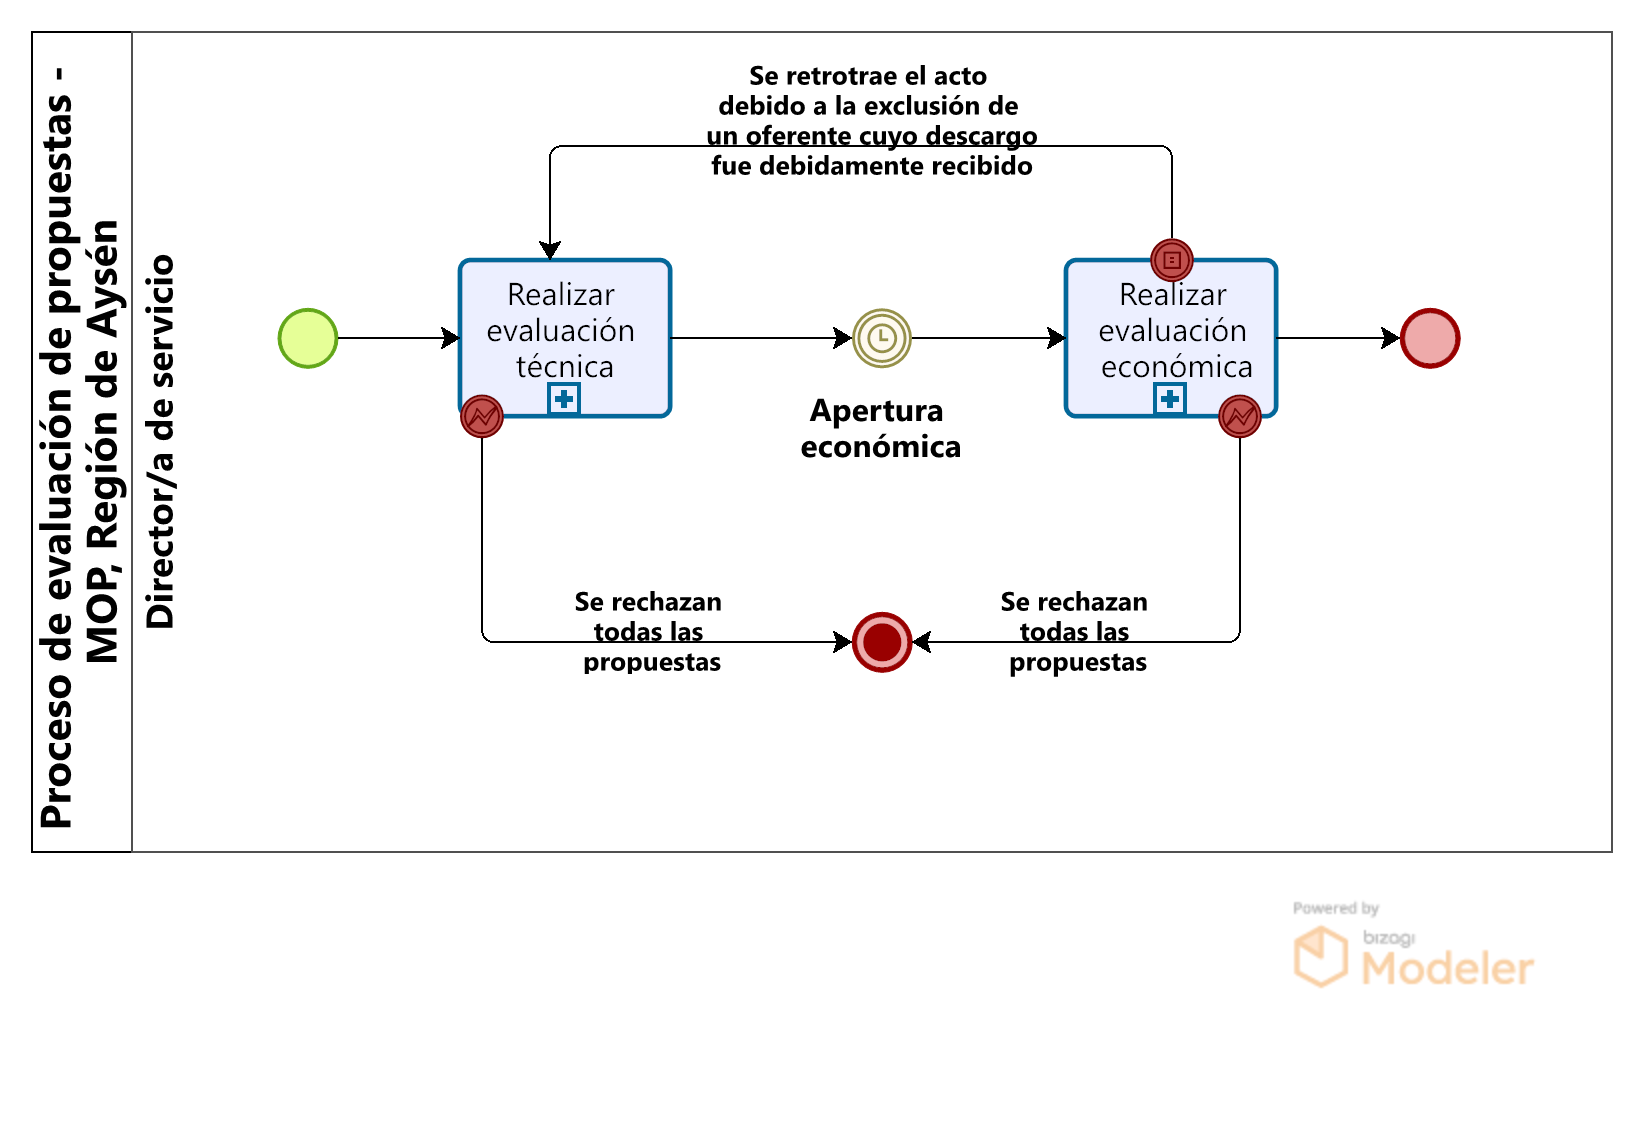 Proceso de evaluación de propuestas -
MOP, Región de Aysén
Director/a de servicio
Se retrotrae el acto
debido a la exclusión de
un oferente cuyo descargo
fue debidamente recibido
Realizar
evaluación
técnica
Apertura
económica
Realizar
evaluación
económica
Se rechazan
todas las
propuestas
Se rechazan
todas las
propuestas
Powered by
bizagi
Modeler